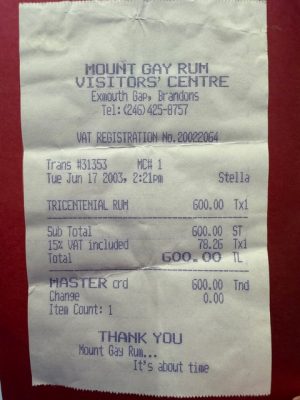 MOUNT GAY RUM
VISITORS' CENTRE
Exmouth Gap, Brandons
Tel:(246)425-8757
VAT REGISTRATION No.20022064
Trans #31353 MC# 1
Tue Jun 17 2003, 2:21pm Stella
TRICENTENIAL RUM 600.00 Tx1
Sub Total 600.00 ST
15% VAT included 78.26 Tx1
Total 600.00 TL
MASTER crd 600.00 Tnd
Change 0.00
Item Count: 1
THANK YOU
Mount Gay Rum...
It's about time